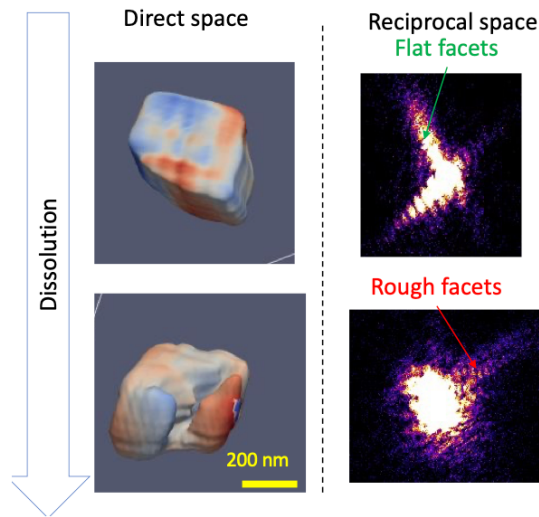 Direct space
Reciprocal space
Flat facets
Dissolution
Rough facets
200 nm